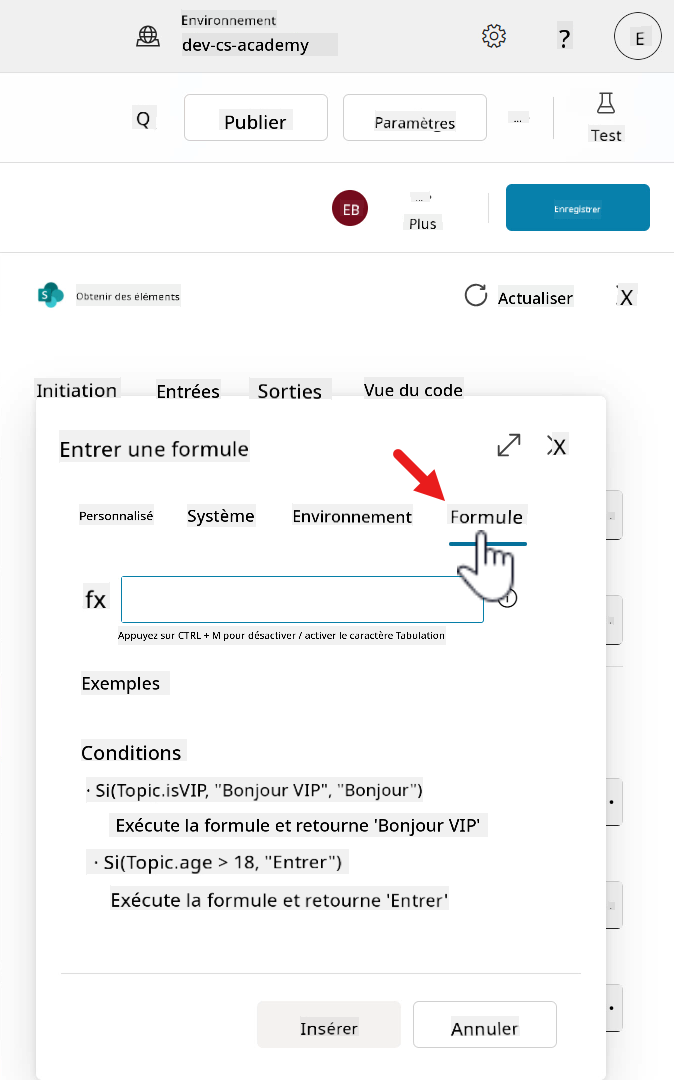 Environnement
dev-cs-academy
?
E
Q
Publier
Paramètres
...
Test
EB
...
Plus
Enregistrer
S
Obtenir des éléments
Actualiser
X
Initiation
Entrées
Sorties
Vue du code
Entrer une formule
X
Personnalisé
Système
Environnement
Formule
fx
Appuyez sur CTRL + M pour désactiver / activer le caractère Tabulation
Exemples
Conditions
· Si(Topic.isVIP, "Bonjour VIP", "Bonjour")
Exécute la formule et retourne 'Bonjour VIP'
· Si(Topic.age > 18, "Entrer")
Exécute la formule et retourne 'Entrer'
Insérer
Annuler